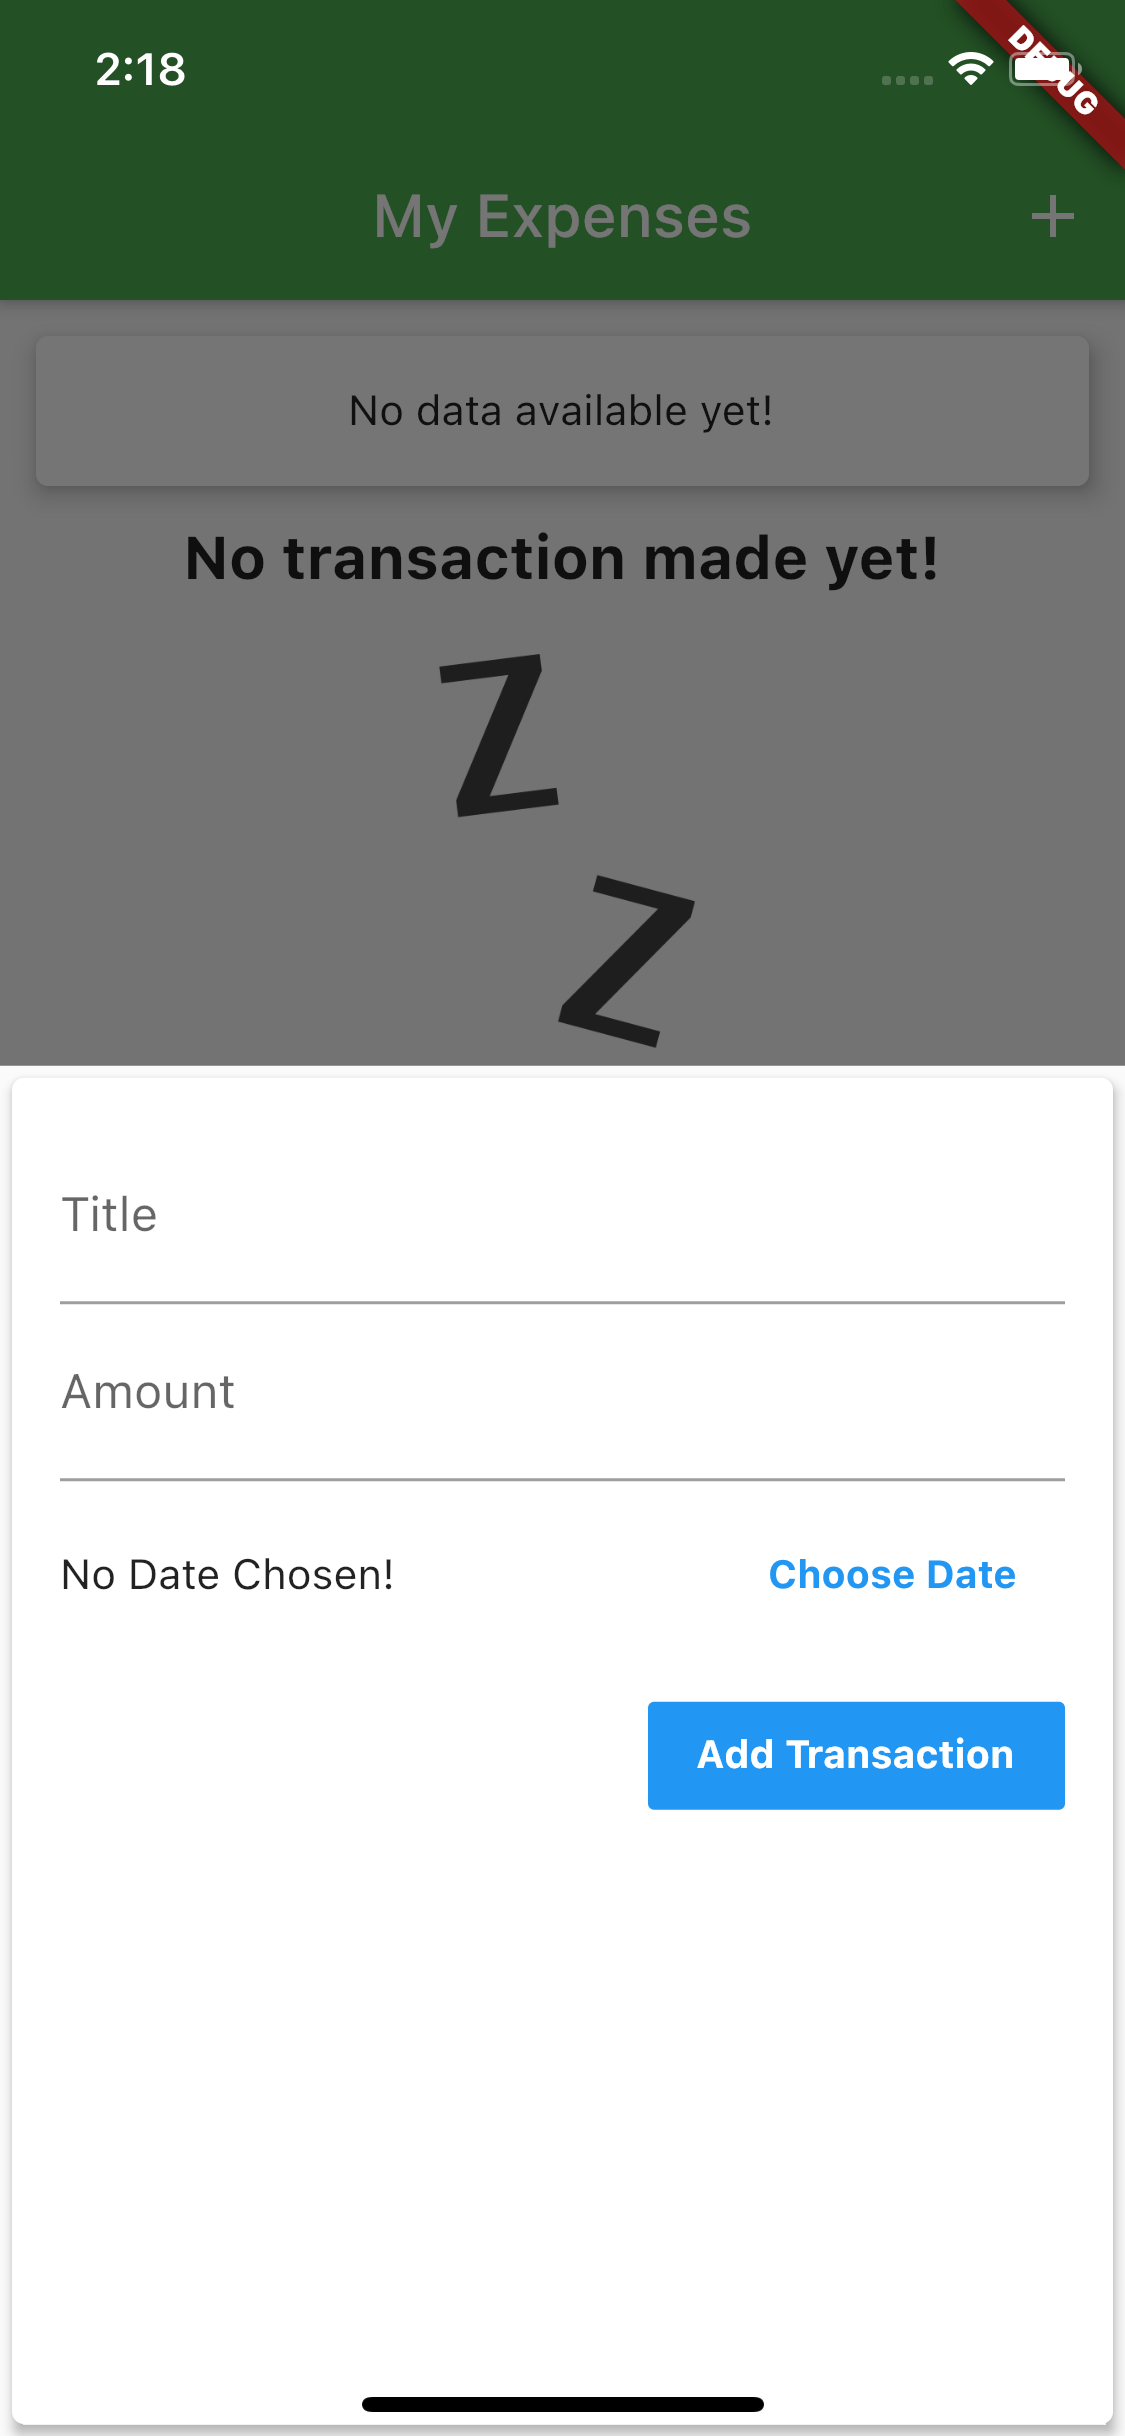 2:18
DEBUG
My Expenses
No data available yet!
No transaction made yet!
Z
Z
Title
Amount
No Date Chosen! Choose Date
Add Transaction